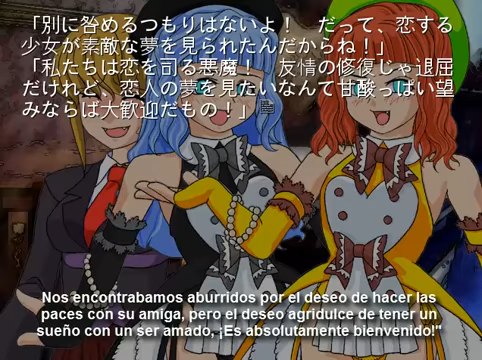 「別に咎めるつもりはないよ！　だって、恋する
少女が素敵な夢を見られたんだからね！」
「私たちは恋を司る悪魔！　友情の修復じゃ退屈
だけれど、恋人の夢を見たいなんて甘酸っぱい望
みならば大歓迎だもの！」
Nos encontrabamos aburridos por el deseo de hacer las
paces con su amiga, pero el deseo agridulce de tener un
sueño con un ser amado, ¡Es absolutamente bienvenido!"